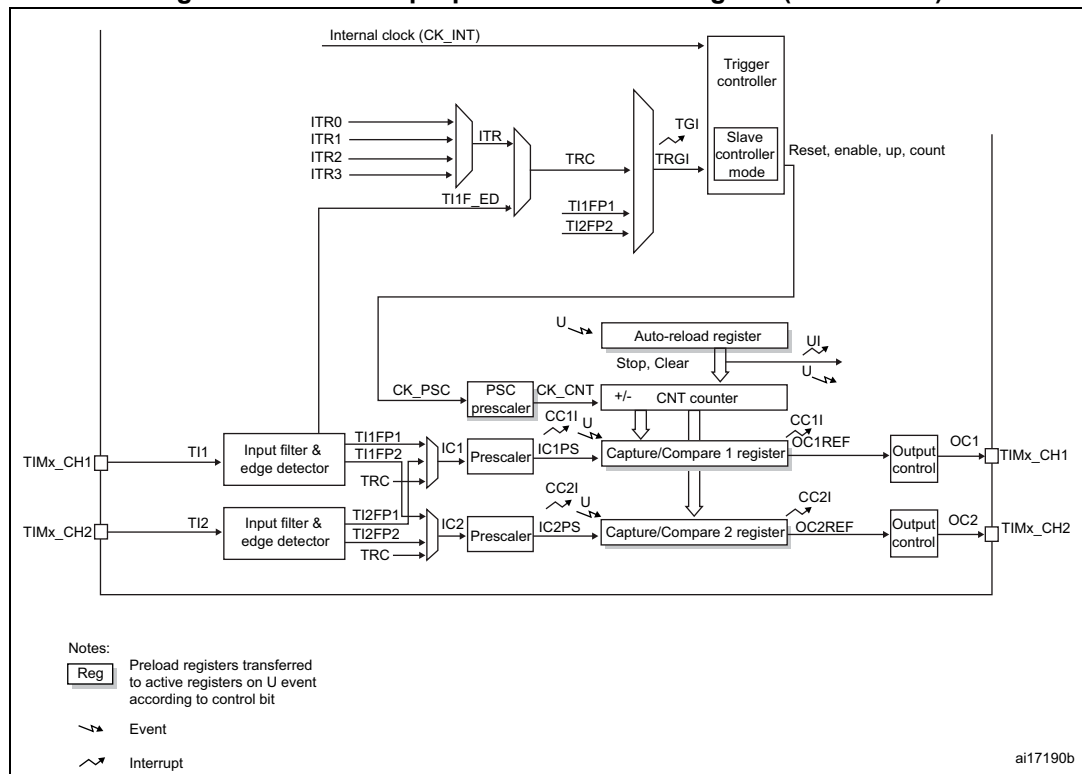 Internal clock (CK_INT)
Trigger
controller
TGI
ITR0
ITR1
ITR2
ITR3
ITR
TRC
TRGI
Slave
controller
mode
Reset, enable, up, count
TI1F_ED
TI1FP1
TI2FP2
U
Auto-reload register
UI
Stop, Clear
U
CK_PSC
PSC
prescaler
CK_CNT
+/-
CNT counter
CC1I
U
CC1I
TIMx_CH1
TI1
Input filter &
edge detector
TI1FP1
TI1FP2
TRC
IC1
Prescaler
IC1PS
Capture/Compare 1 register
OC1REF
Output
control
OC1
TIMx_CH1
CC2I
U
CC2I
TIMx_CH2
TI2
Input filter &
edge detector
TI2FP1
TI2FP2
TRC
IC2
Prescaler
IC2PS
Capture/Compare 2 register
OC2REF
Output
control
OC2
TIMx_CH2
Notes:
Reg
Preload registers transferred
to active registers on U event
according to control bit
Event
Interrupt
ai17190b